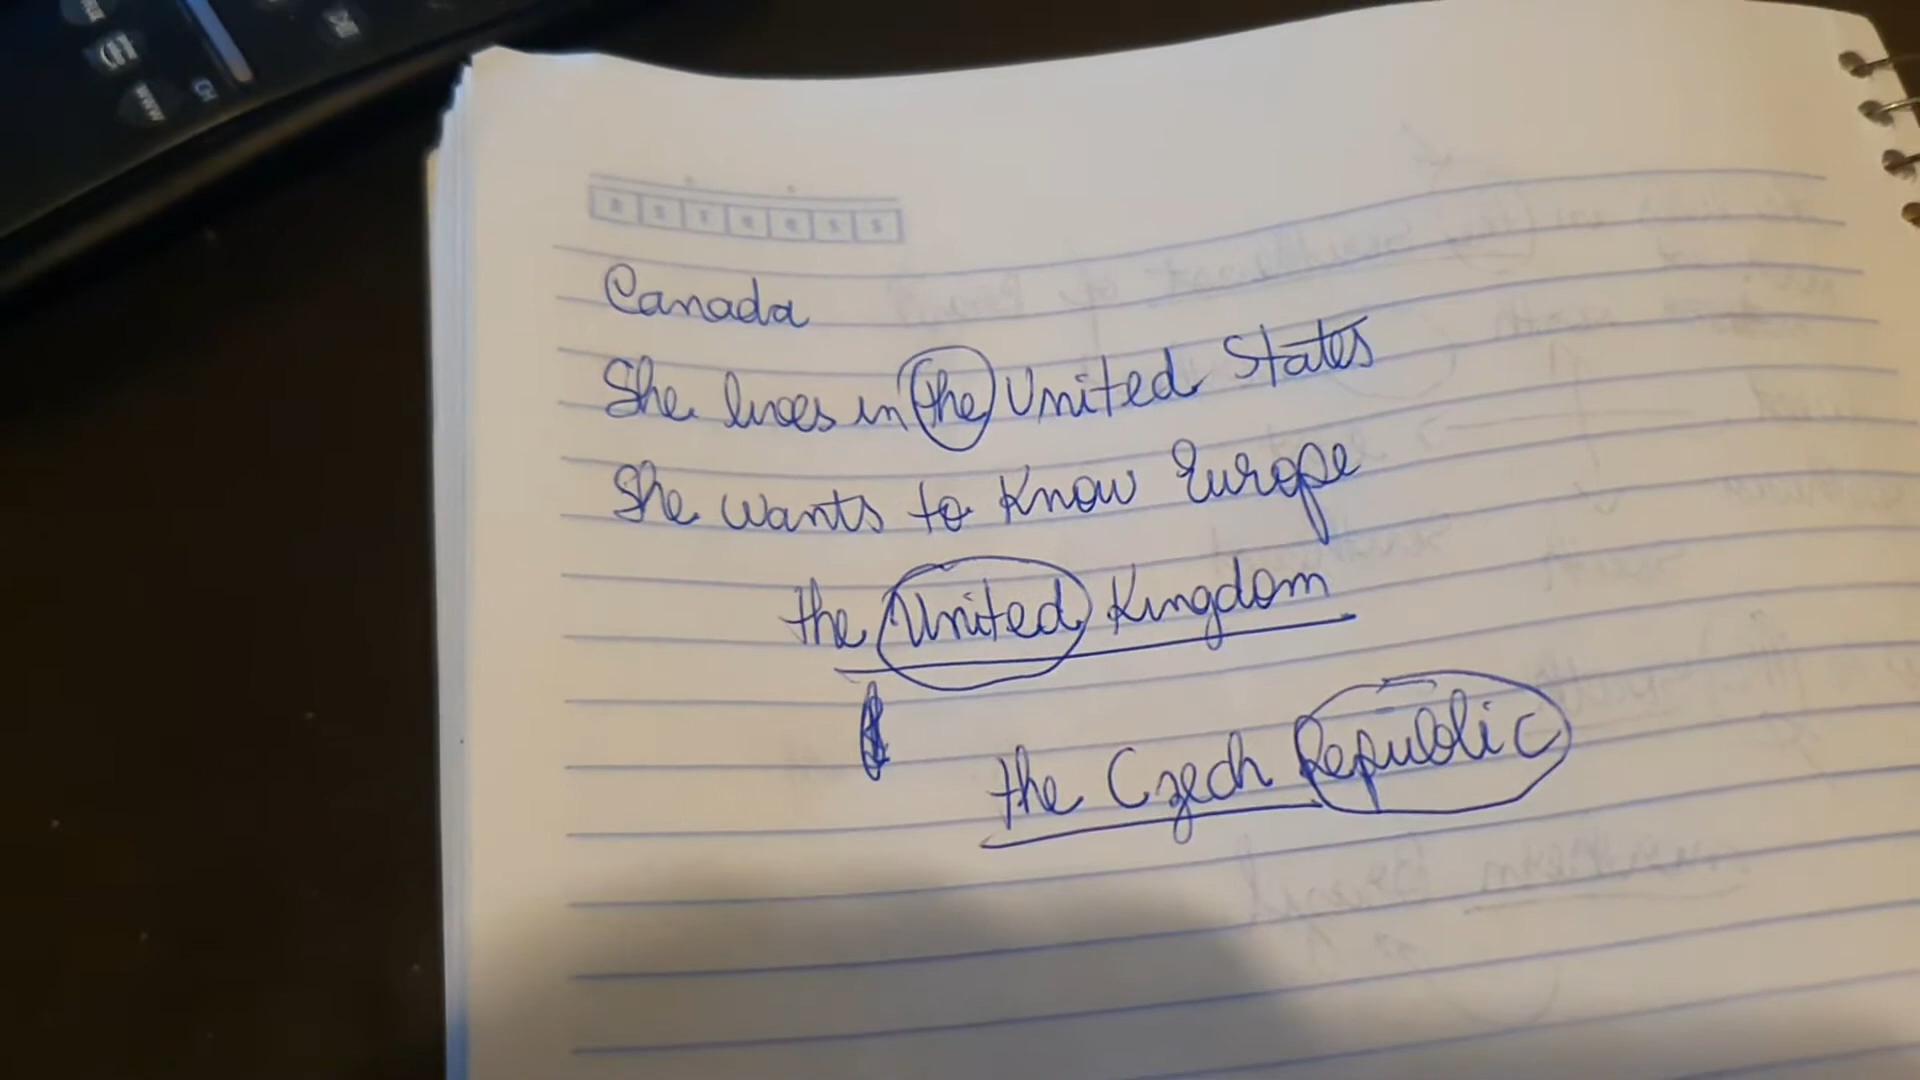 Canada
She lives in the United States
She wants to know Europe
the United Kingdom
the Czech Republic